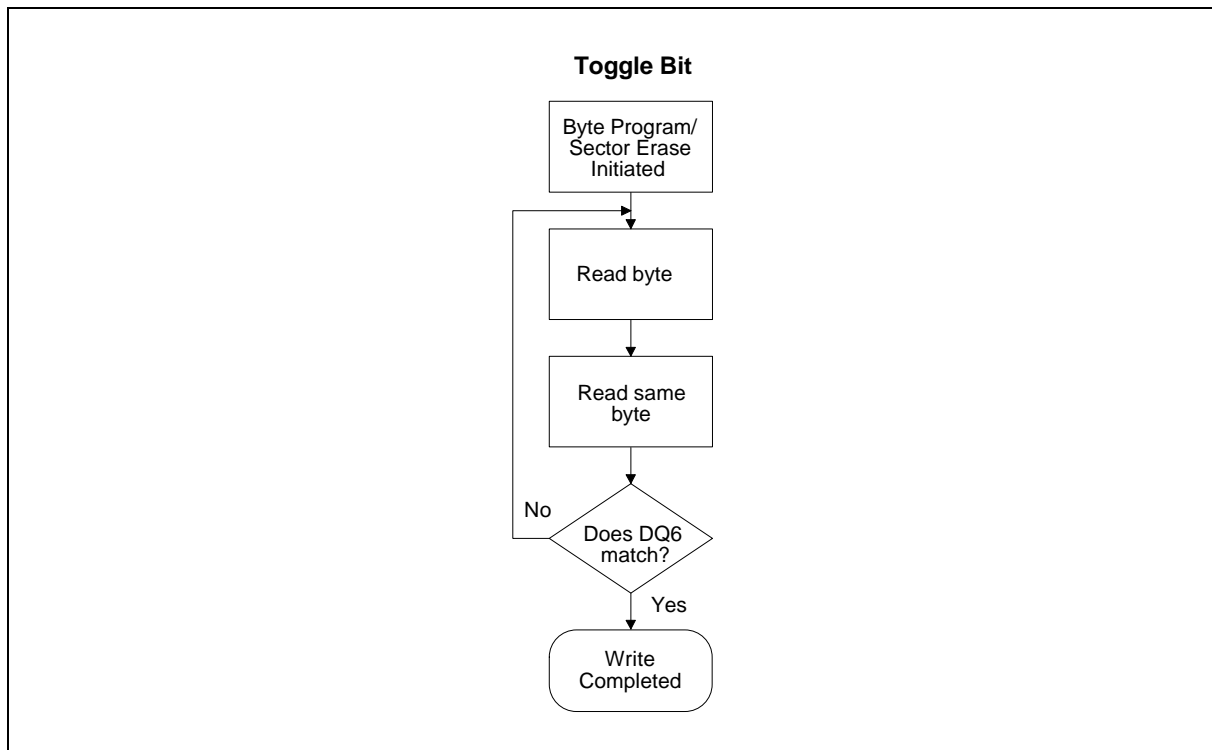 Toggle Bit
Byte Program/
Sector Erase
Initiated
Read byte
Read same
byte
No
Does DQ6
match?
Yes
Write
Completed